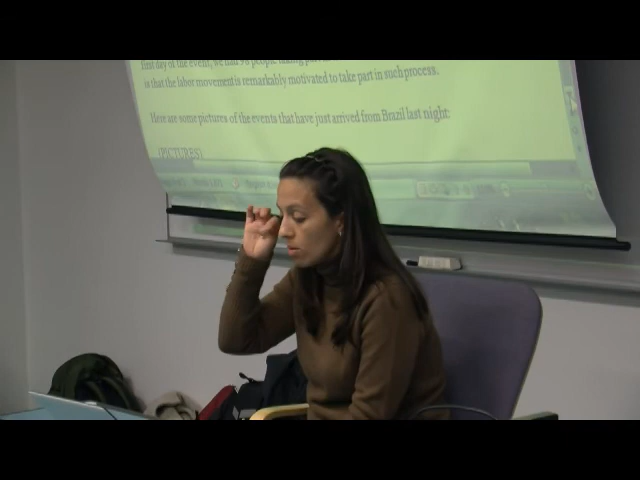 first day of the event, we had 98 people taking
is that the labor movement is remarkably motivated to take part in such process.
Here are some pictures of the events that have just arrived from Brazil last night:
(PICTURES)